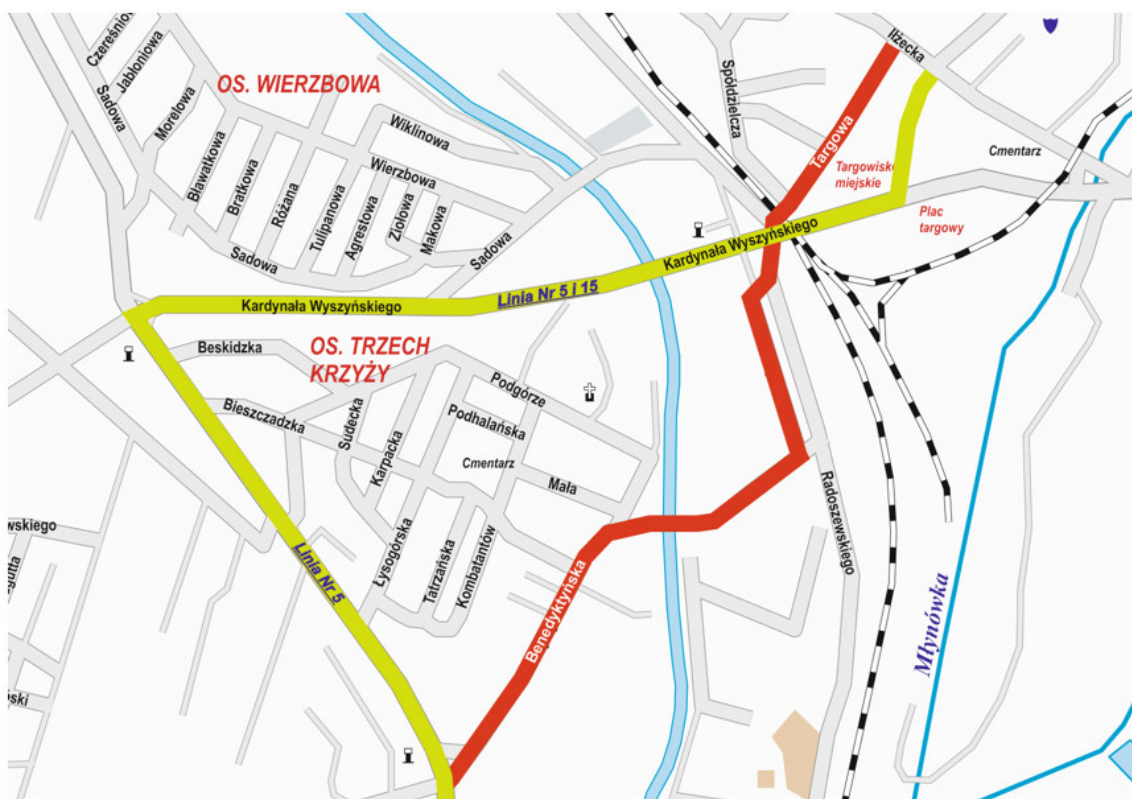 Czereśnio
Jabłoniowa
Sadowa
Morelowa
OS. WIERZBOWA
Iłżecka
Spółdzielcza
Targowa
Wiklinowa
Wierzbowa
Bławatkowa
Bratkowa
Różana
Tulipanowa
Agrestowa
Ziołowa
Makowa
Sadowa
Sadowa
Targowisko
miejskie
Cmentarz
Plac
targowy
Kardynała Wyszyńskiego
Kardynała Wyszyńskiego
Linia Nr 5 i 15
Beskidzka
OS. TRZECH
KRZYŻY
Podgórze
Bieszczadzka
Sudecka
Karpacka
Podhalańska
Cmentarz
Mała
Radoszewskiego
wskiego
Linia Nr 5
Łysogórska
Tatrzańska
Kombatantów
Benedyktyńska
Młynówka